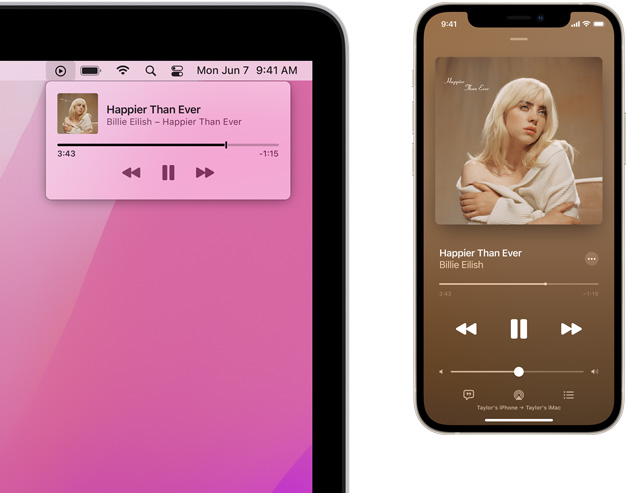 Mon Jun 7 9:41 AM
Happier Than Ever
Billie Eilish – Happier Than Ever
3:43
-1:15
9:41
Happier
Than Ever
Happier Than Ever
Billie Eilish
3:43
-1:15
Taylor's iPhone → Taylor's iMac